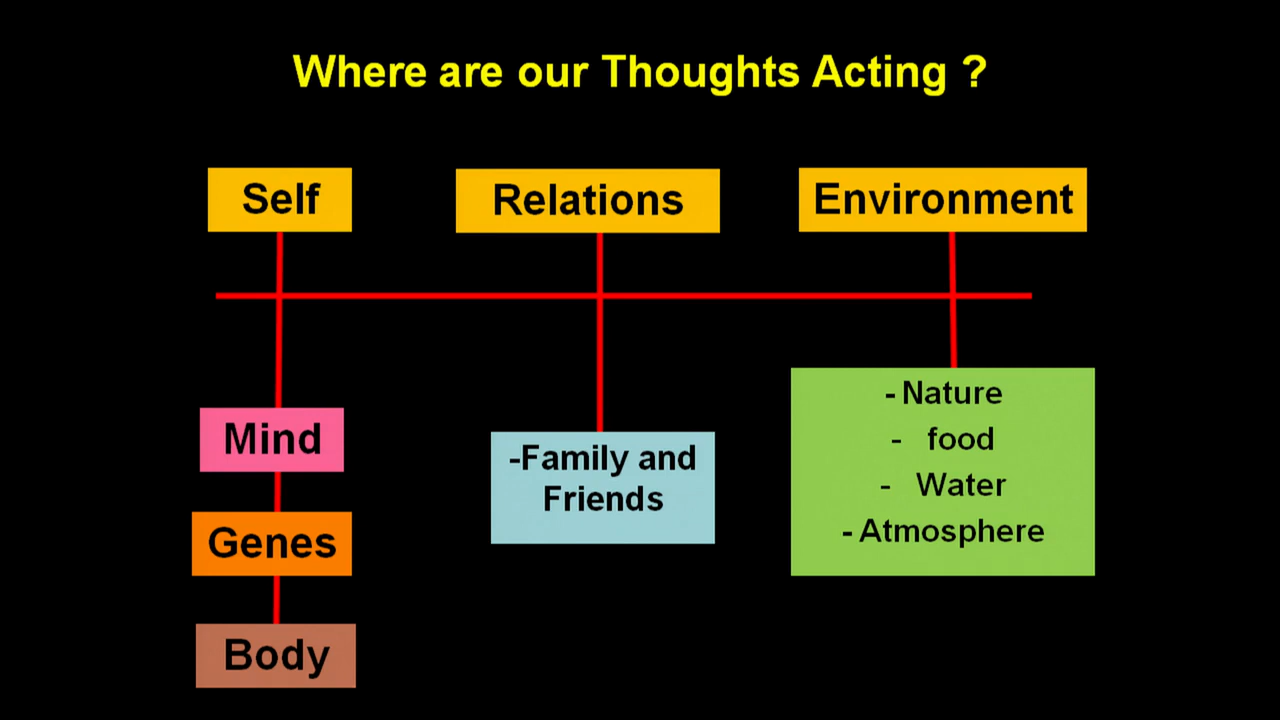 Where are our Thoughts Acting ?
Self
Relations
Environment
Mind
Genes
Body
-Family and
Friends
- Nature
- food
- Water
- Atmosphere